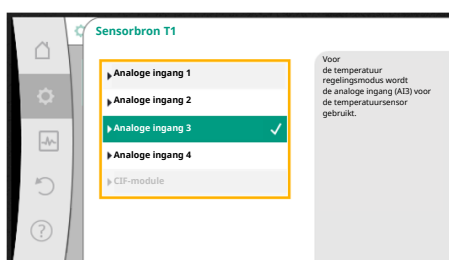 Sensorbron T1
Analoge ingang 1
Analoge ingang 2
Analoge ingang 3
Analoge ingang 4
CIF-module
Voor
de temperatuur
regelingsmodus wordt
de analoge ingang (AI3) voor
de temperatuursensor
gebruikt.